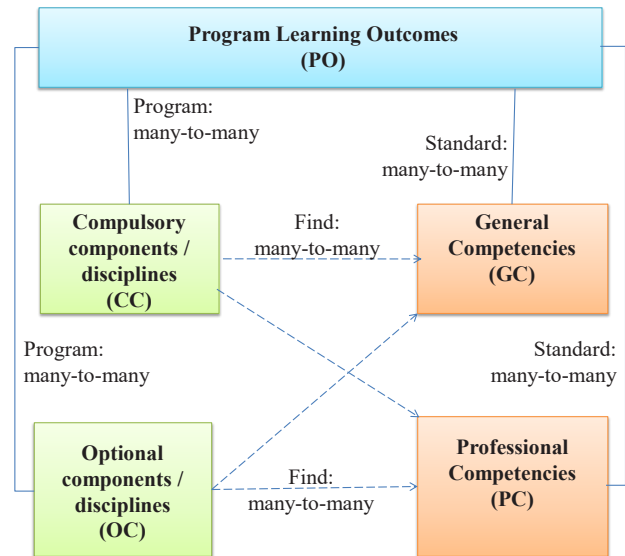 Program Learning Outcomes
(PO)
Program:
many-to-many
Standard:
many-to-many
Compulsory
components /
disciplines
(CC)
Find:
many-to-many
General
Competencies
(GC)
Program:
many-to-many
Standard:
many-to-many
Optional
components /
disciplines
(OC)
Find:
many-to-many
Professional
Competencies
(PC)